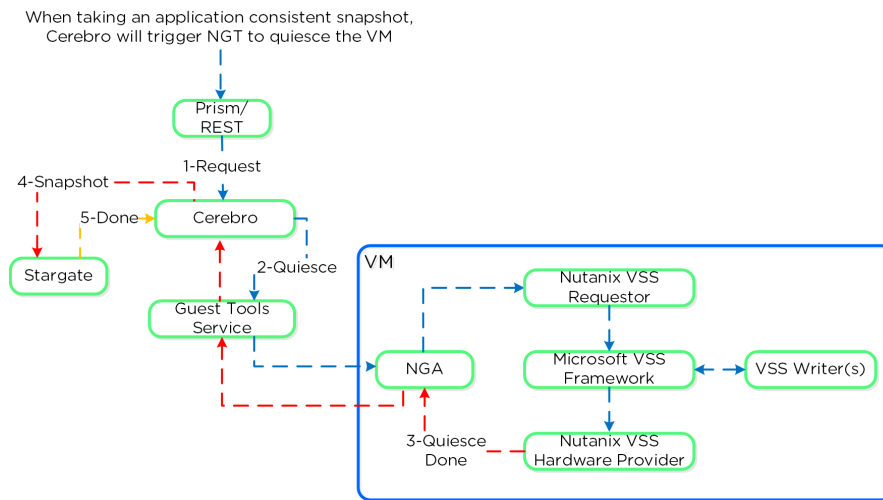 When taking an application consistent snapshot,
Cerebro will trigger NGT to quiesce the VM
Prism/
REST
1-Request
4-Snapshot
5-Done
Cerebro
2-Quiesce
Stargate
Guest Tools
Service
VM
Nutanix VSS
Requestor
NGA
Microsoft VSS
Framework
VSS Writer(s)
3-Quiesce
Done
Nutanix VSS
Hardware Provider